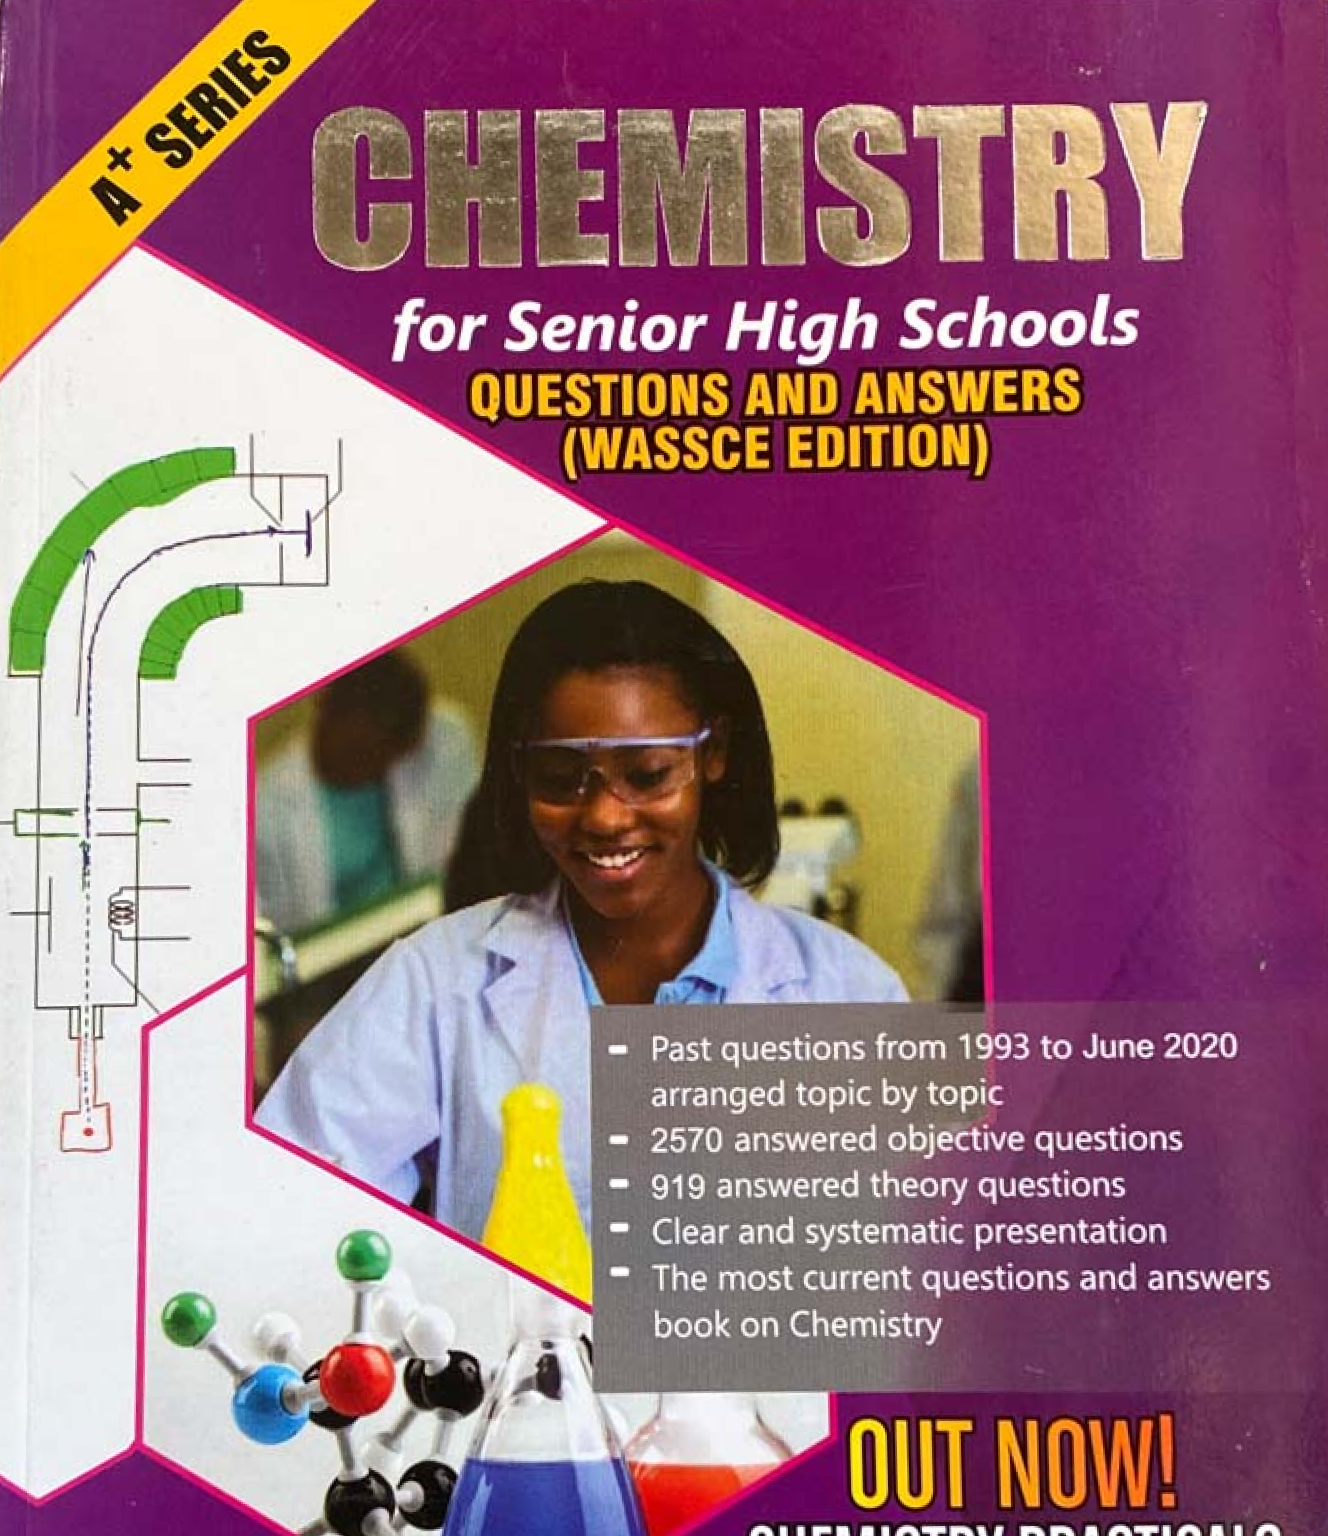 A+ SERIES
CHEMISTRY
for Senior High Schools
QUESTIONS AND ANSWERS
(WASSCE EDITION)
- Past questions from 1993 to June 2020
arranged topic by topic
- 2570 answered objective questions
- 919 answered theory questions
- Clear and systematic presentation
- The most current questions and answers
book on Chemistry
OUT NOW!
CHEMISTRY PRACTICALS